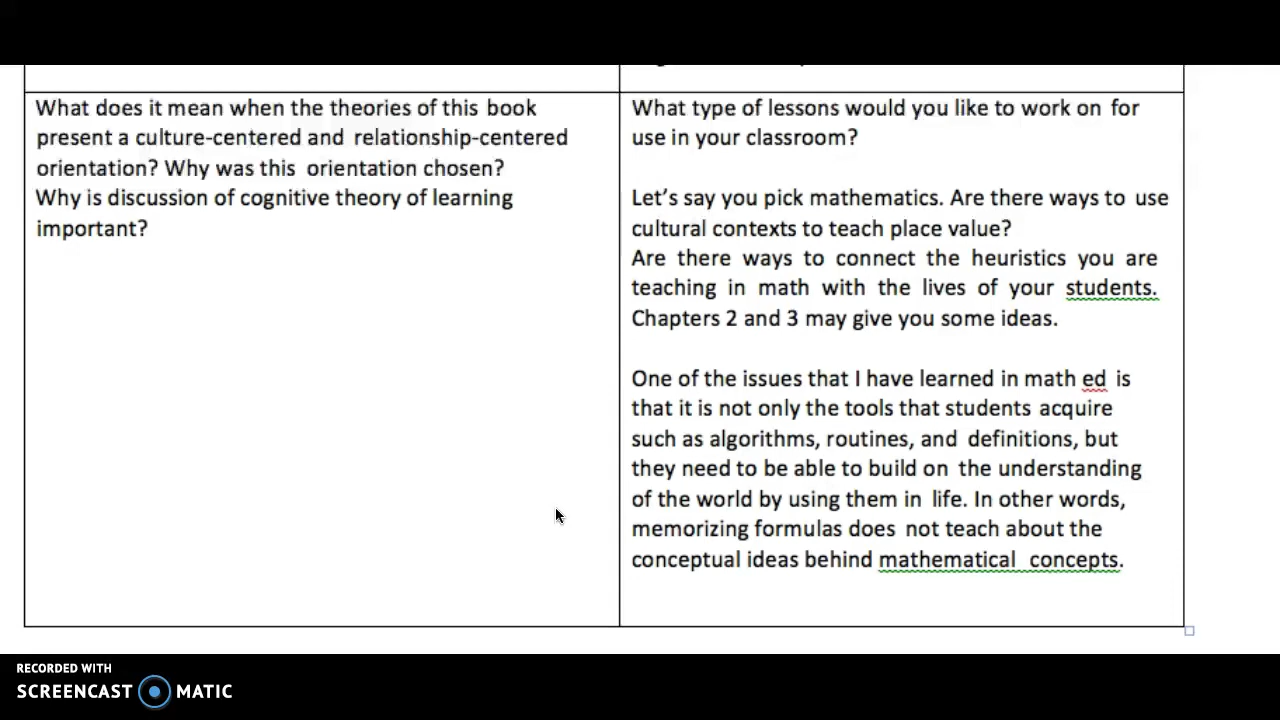 What does it mean when the theories of this book
present a culture-centered and relationship-centered
orientation? Why was this orientation chosen?
Why is discussion of cognitive theory of learning
important?
What type of lessons would you like to work on for
use in your classroom?
Let's say you pick mathematics. Are there ways to use
cultural contexts to teach place value?
Are there ways to connect the heuristics you are
teaching in math with the lives of your students.
Chapters 2 and 3 may give you some ideas.
One of the issues that I have learned in math ed is
that it is not only the tools that students acquire
such as algorithms, routines, and definitions, but
they need to be able to build on the understanding
of the world by using them in life. In other words,
memorizing formulas does not teach about the
conceptual ideas behind mathematical concepts.
RECORDED WITH
SCREENCAST MATIC